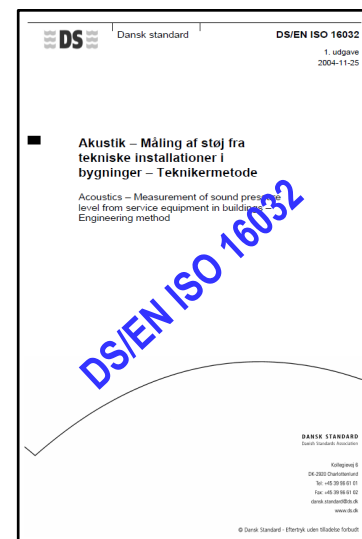 DS
Dansk standard
DS/EN ISO 16032
1. udgave
2004-11-25
Akustik – Måling af støj fra
tekniske installationer i
bygninger – Teknikermetode
Acoustics – Measurement of sound pressure
level from service equipment in buildings –
Engineering method
DS/EN ISO 16032
DANSK STANDARD
Danish Standards Association
Kollegievej 6
DK-2920 Charlottenlund
Tel: +45 39 96 61 01
Fax: +45 39 96 61 02
dansk.standard@ds.dk
www.ds.dk
© Dansk Standard - Eftertryk uden tilladelse forbudt